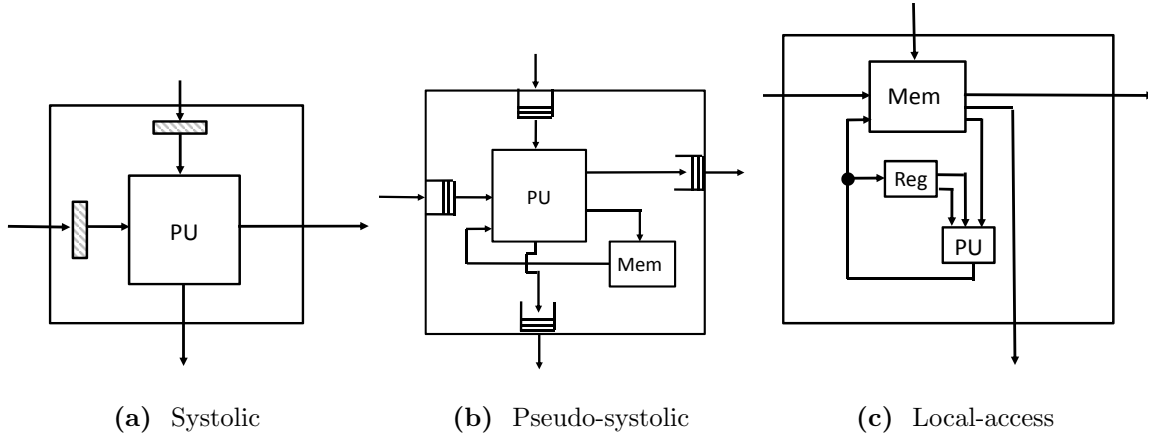 PU
(a) Systolic
PU
Mem
(b) Pseudo-systolic
Mem
Reg
PU
(c) Local-access